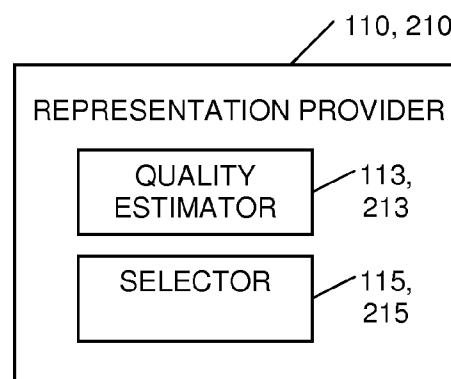 110, 210
REPRESENTATION PROVIDER
QUALITY
ESTIMATOR
113,
213
SELECTOR
115,
215